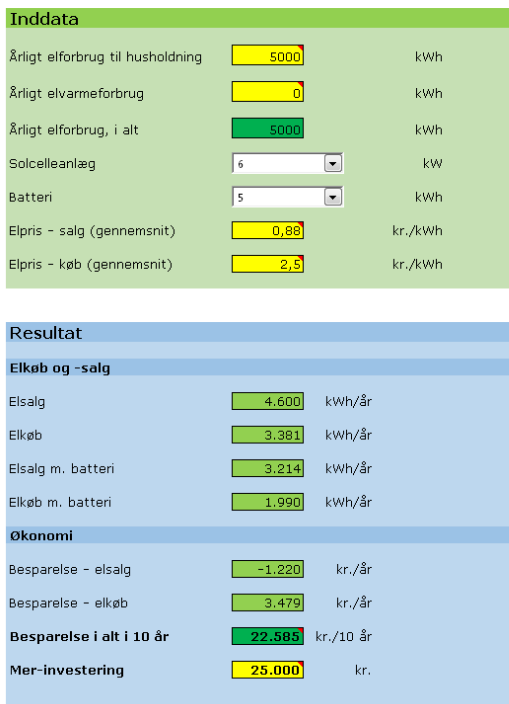 Inddata
Årligt elforbrug til husholdning 5000 kWh
Årligt elvarmeforbrug 0 kWh
Årligt elforbrug, i alt 5000 kWh
Solcelleanlæg 6 kW
Batteri 5 kWh
Elpris - salg (gennemsnit) 0,88 kr./kWh
Elpris - køb (gennemsnit) 2,5 kr./kWh
Resultat
Elkøb og -salg
Elsalg 4.600 kWh/år
Elkøb 3.381 kWh/år
Elsalg m. batteri 3.214 kWh/år
Elkøb m. batteri 1.990 kWh/år
Økonomi
Besparelse - elsalg -1.220 kr./år
Besparelse - elkøb 3.479 kr./år
Besparelse i alt i 10 år 22.585 kr./10 år
Mer-investering 25.000 kr.